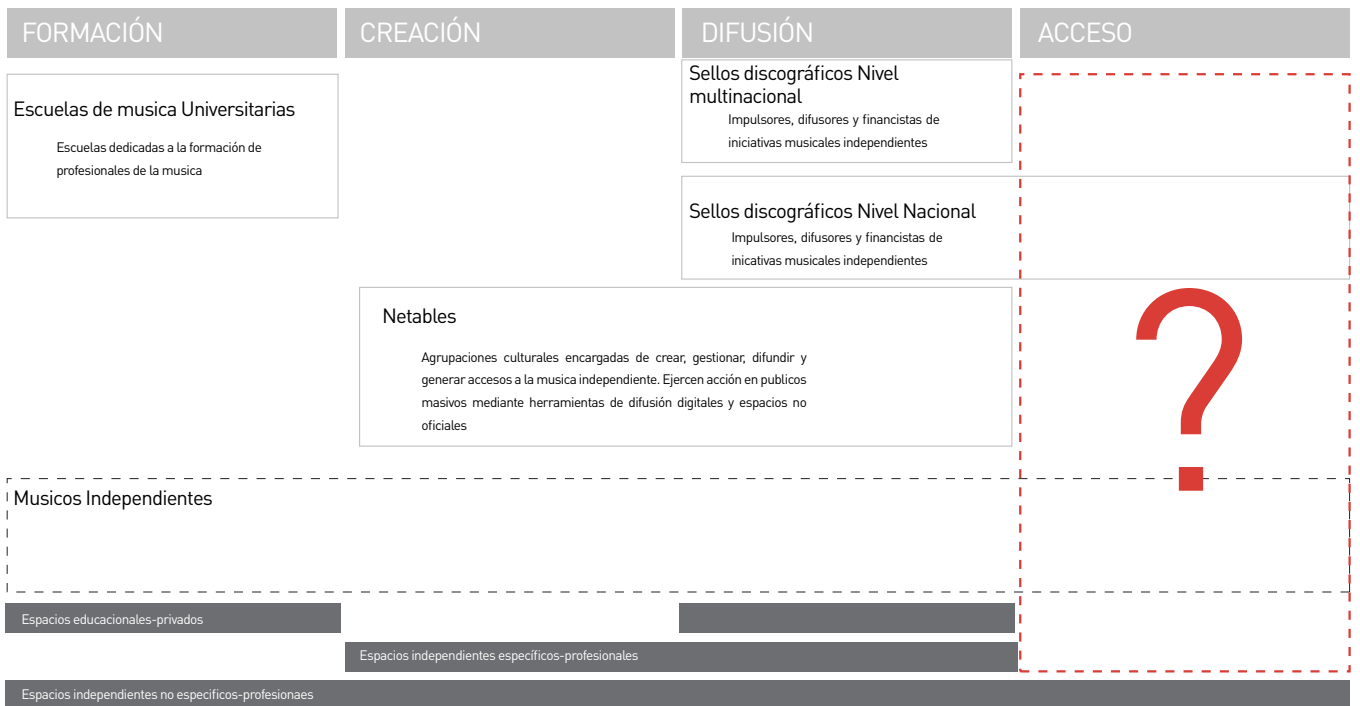 FORMACIÓN
CREACIÓN
DIFUSIÓN
ACCESO
Escuelas de musica Universitarias
Escuelas dedicadas a la formación de
profesionales de la musica
Sellos discográficos Nivel
multinacional
Impulsores, difusores y financistas de
iniciativas musicales independientes
Sellos discográficos Nivel Nacional
Impulsores, difusores y financistas de
inicativas musicales independientes
Netables
Agrupaciones culturales encargadas de crear, gestionar, difundir y
generar accesos a la musica independiente. Ejercen acción en publicos
masivos mediante herramientas de difusión digitales y espacios no
oficiales
?
Musicos Independientes
Espacios educacionales-privados
Espacios independientes específicos-profesionales
Espacios independientes no especificos-profesionaes